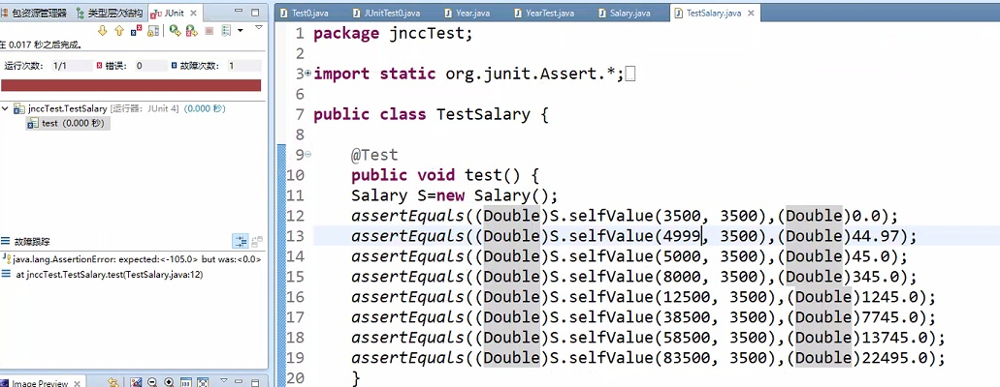 包资源管理器 类型层次结构 JUnit
在 0.017 秒之后完成。
运行次数: 1/1 错误: 0 故障次数: 1
jnccTest.TestSalary [运行器: JUnit 4] (0.000 秒)
test (0.000 秒)
故障跟踪
java.lang.AssertionError: expected:<-105.0> but was:<0.0>
at jnccTest.TestSalary.test(TestSalary.java:12)
Image Preview
Test0.java JUnitTest0.java Year.java YearTest.java Salary.java TestSalary.java
1 package jnccTest;
2
3 import static org.junit.Assert.*;
6
7 public class TestSalary {
8
9 @Test
10 public void test() {
11 Salary S=new Salary();
12 assertEquals((Double)S.selfValue(3500, 3500),(Double)0.0);
13 assertEquals((Double)S.selfValue(4999, 3500),(Double)44.97);
14 assertEquals((Double)S.selfValue(5000, 3500),(Double)45.0);
15 assertEquals((Double)S.selfValue(8000, 3500),(Double)345.0);
16 assertEquals((Double)S.selfValue(12500, 3500),(Double)1245.0);
17 assertEquals((Double)S.selfValue(38500, 3500),(Double)7745.0);
18 assertEquals((Double)S.selfValue(58500, 3500),(Double)13745.0);
19 assertEquals((Double)S.selfValue(83500, 3500),(Double)22495.0);
20 }